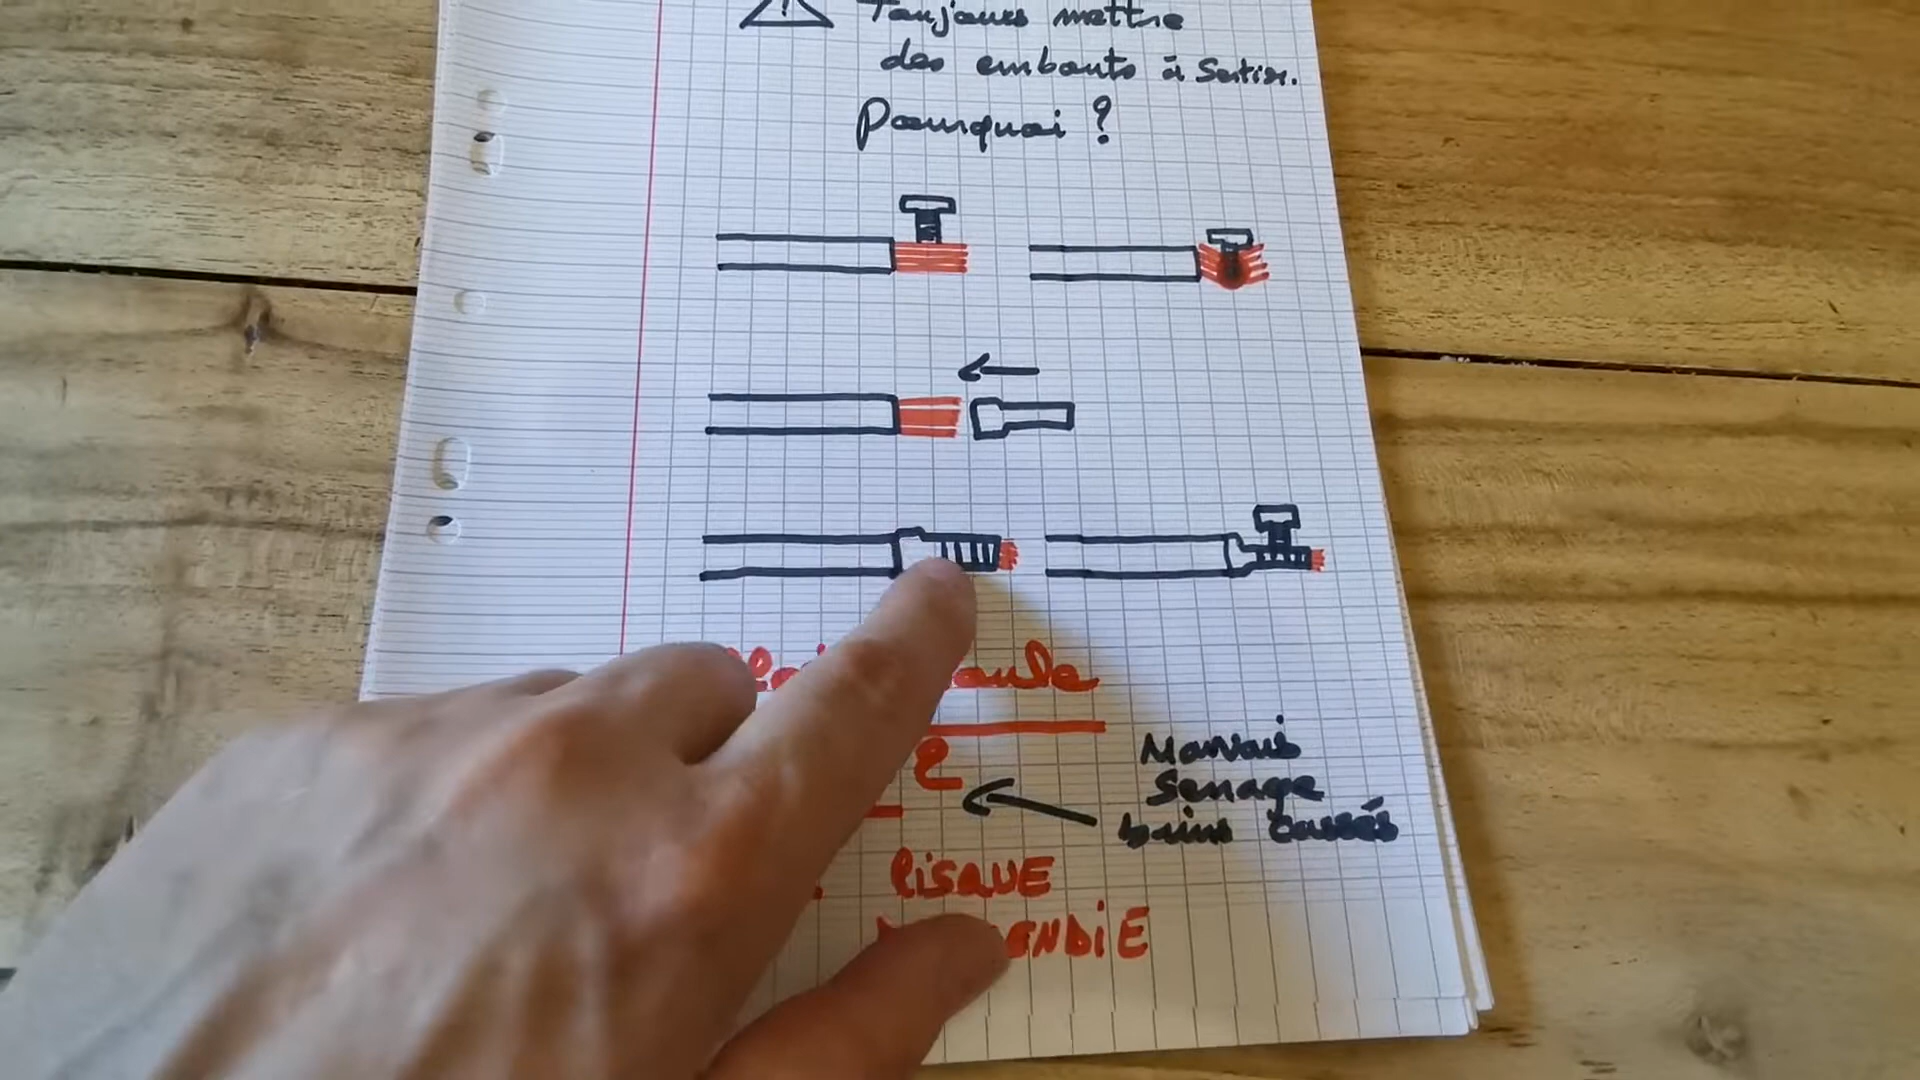 !
Toujours mettre
des embouts à Sertir.
Pourquoi ?
Mauvais
Serrage
brins cassés
RISQUE